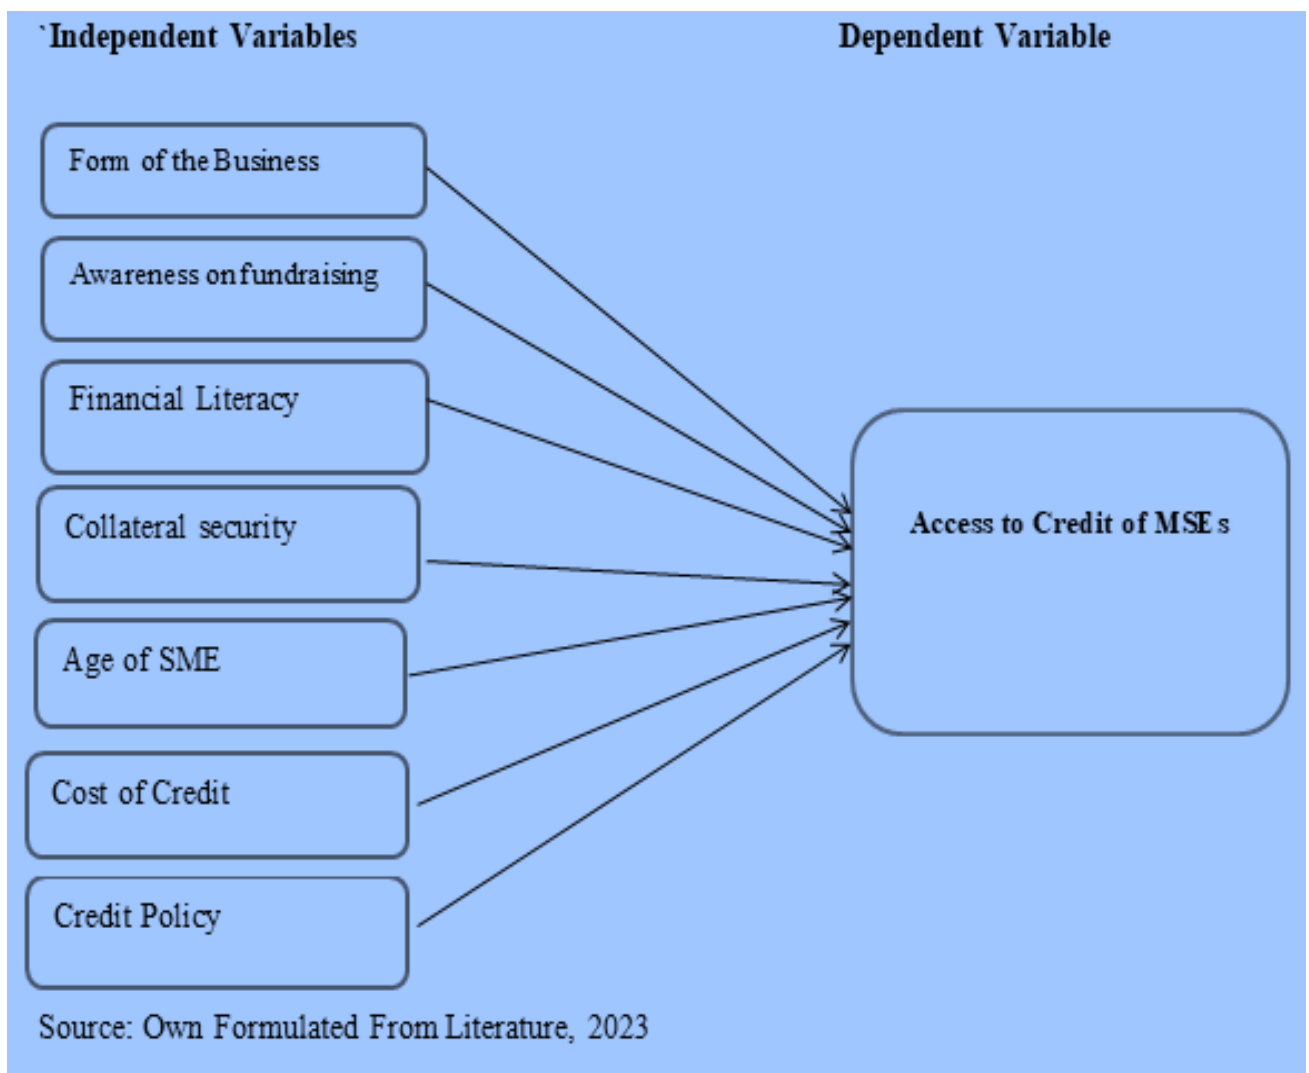 `Independent Variables
Dependent Variable
Form of the Business
Awareness on fundraising
Financial Literacy
Collateral security
Age of SME
Cost of Credit
Credit Policy
Access to Credit of MSEs
Source: Own Formulated From Literature, 2023